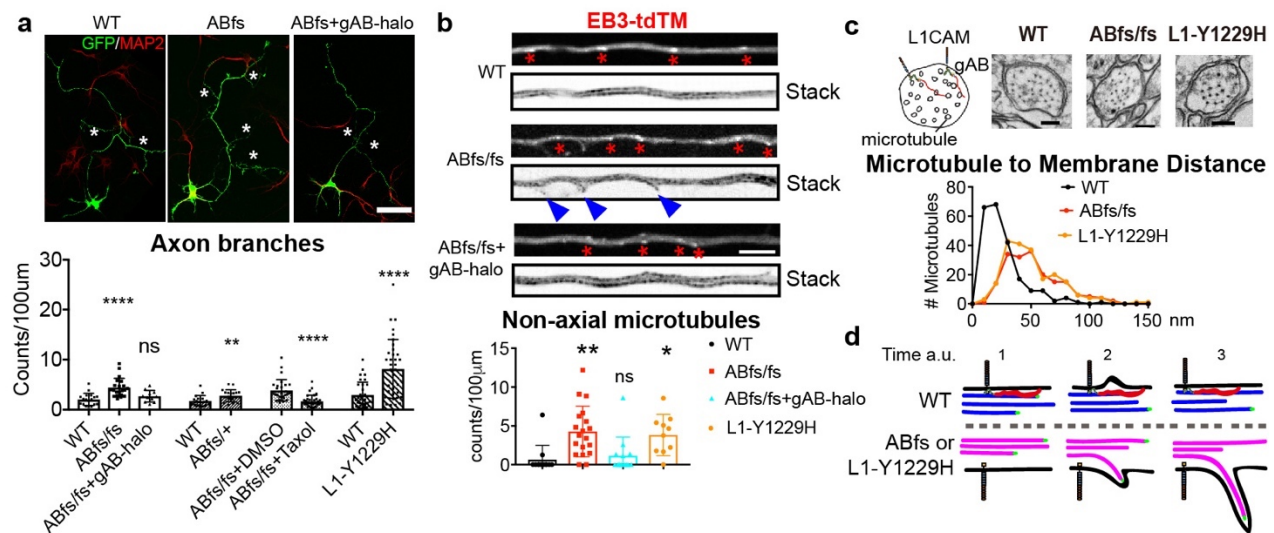 a
WT
ABfs
ABfs+gAB-halo
GFP/MAP2
*
*
*
*
*
*
*
*
Axon branches
Counts/100um
30
20
10
5
0
****
ns
**
****
****
WT
ABfs/fs
ABfs/fs+gAB-halo
WT
ABfs/+
ABfs/fs+DMSO
ABfs/fs+Taxol
WT
L1-Y1229H
b
EB3-tdTM
WT
* * * *
Stack
ABfs/fs
* * * * *
Stack
ABfs/fs+
gAB-halo
* * * *
Stack
Non-axial microtubules
counts/100μm
15
10
5
0
**
ns
*
WT
ABfs/fs
ABfs/fs+gAB-halo
L1-Y1229H
c
L1CAM
gAB
microtubule
WT
ABfs/fs
L1-Y1229H
Microtubule to Membrane Distance
# Microtubules
80
60
40
20
0
0 50 100 150 nm
WT
ABfs/fs
L1-Y1229H
d
Time a.u. 1 2 3
WT
ABfs or
L1-Y1229H